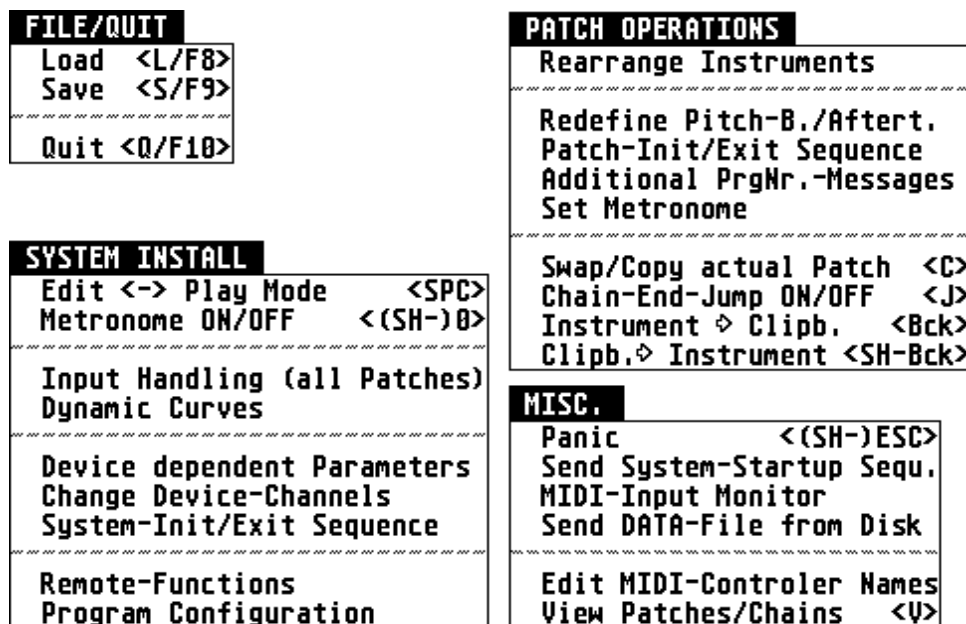 FILE/QUIT
Load <L/F8>
Save <S/F9>
Quit <Q/F10>
SYSTEM INSTALL
Edit <-> Play Mode <SPC>
Metronome ON/OFF <(SH-)0>
Input Handling (all Patches)
Dynamic Curves
Device dependent Parameters
Change Device-Channels
System-Init/Exit Sequence
Remote-Functions
Program Configuration
PATCH OPERATIONS
Rearrange Instruments
Redefine Pitch-B./Aftert.
Patch-Init/Exit Sequence
Additional PrgNr.-Messages
Set Metronome
Swap/Copy actual Patch <C>
Chain-End-Jump ON/OFF <J>
Instrument ⇨ Clipb. <Bck>
Clipb.⇨ Instrument <SH-Bck>
MISC.
Panic <(SH-)ESC>
Send System-Startup Sequ.
MIDI-Input Monitor
Send DATA-File from Disk
Edit MIDI-Controler Names
View Patches/Chains <V>